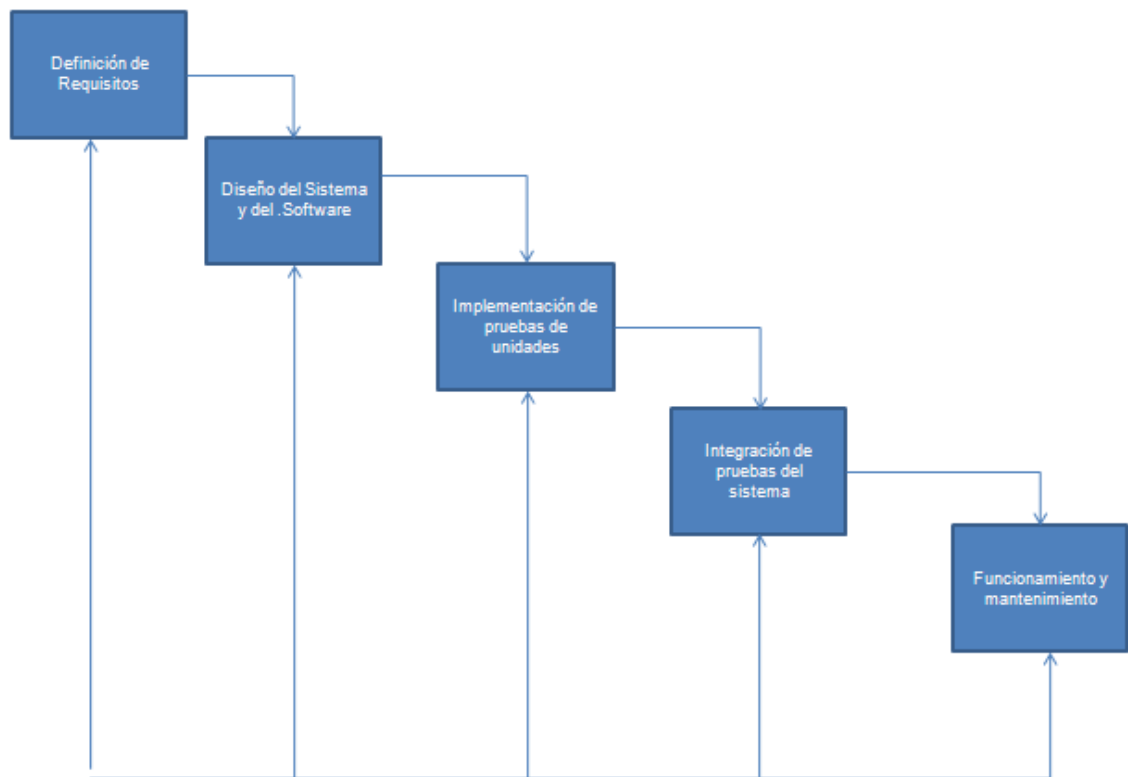 Definición de
Requisitos
Diseño del Sistema
y del .Software
Implementación de
pruebas de
unidades
Integración de
pruebas del
sistema
Funcionamiento y
mantenimiento